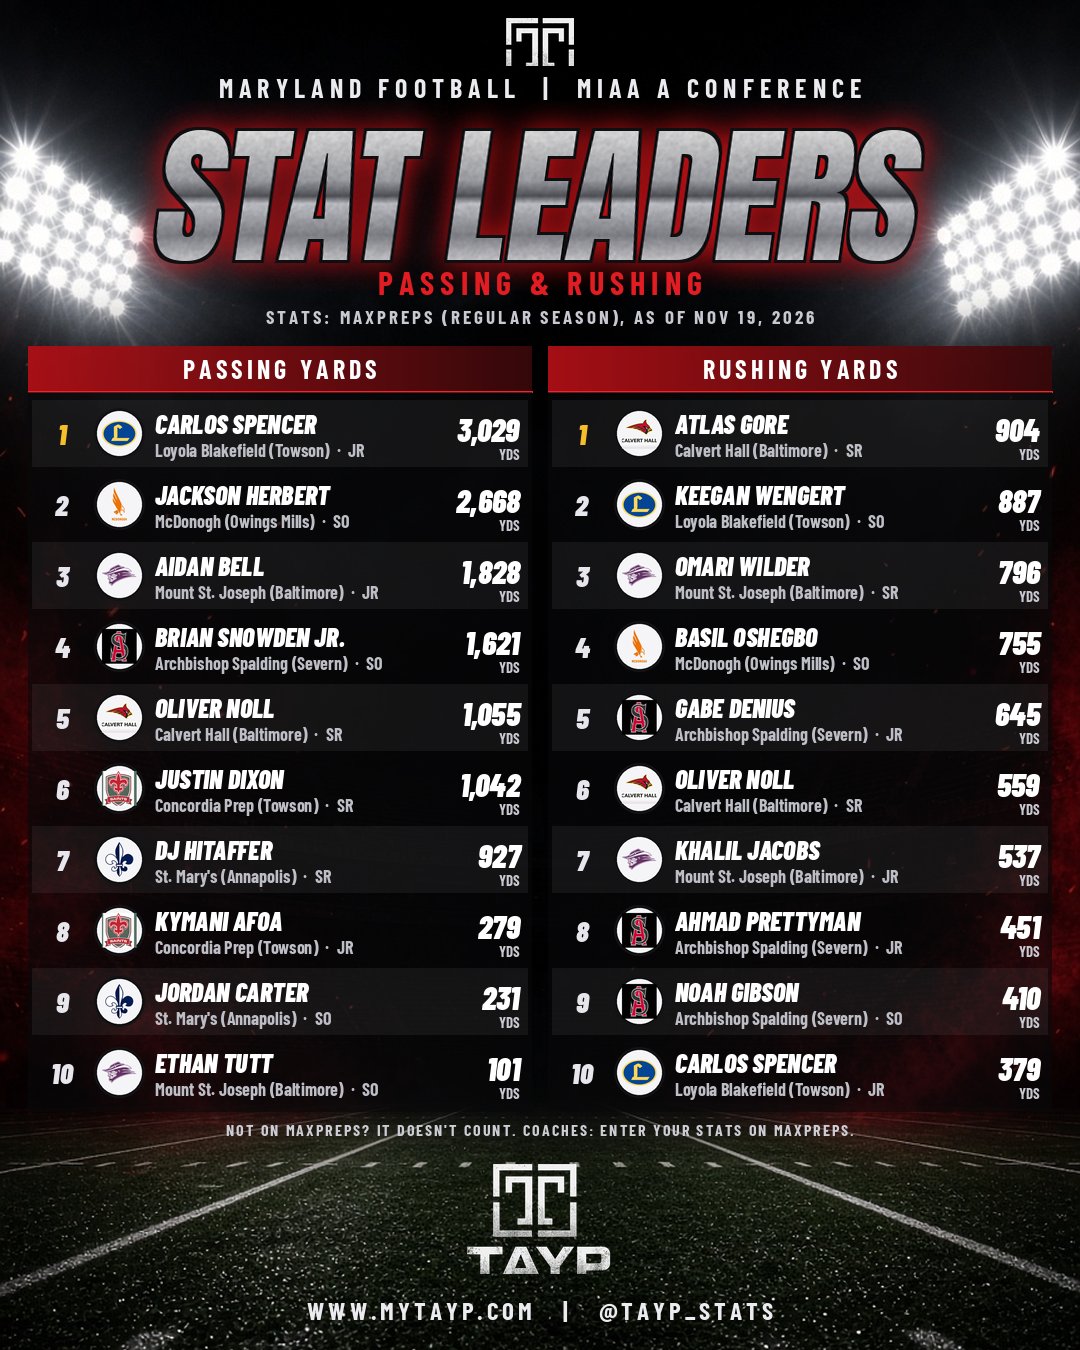 MARYLAND FOOTBALL | MIAA A CONFERENCE
STAT LEADERS
PASSING & RUSHING
STATS: MAXPREPS (REGULAR SEASON), AS OF NOV 19, 2026
PASSING YARDS
1 CARLOS SPENCER 3,029
Loyola Blakefield (Towson) · JR YDS
2 JACKSON HERBERT 2,668
McDonogh (Owings Mills) · SO YDS
3 AIDAN BELL 1,828
Mount St. Joseph (Baltimore) · JR YDS
4 BRIAN SNOWDEN JR. 1,621
Archbishop Spalding (Severn) · SO YDS
5 OLIVER NOLL 1,055
CALVERT HALL
Calvert Hall (Baltimore) · SR YDS
6 JUSTIN DIXON 1,042
Concordia Prep (Towson) · SR YDS
7 DJ HITAFFER 927
St. Mary's (Annapolis) · SR YDS
8 KYMANI AFOA 279
Concordia Prep (Towson) · JR YDS
9 JORDAN CARTER 231
St. Mary's (Annapolis) · SO YDS
10 ETHAN TUTT 101
Mount St. Joseph (Baltimore) · SO YDS
RUSHING YARDS
1 ATLAS GORE 904
CALVERT HALL
Calvert Hall (Baltimore) · SR YDS
2 KEEGAN WENGERT 887
Loyola Blakefield (Towson) · SO YDS
3 OMARI WILDER 796
Mount St. Joseph (Baltimore) · SR YDS
4 BASIL OSHEGBO 755
McDonogh (Owings Mills) · SO YDS
5 GABE DENIUS 645
Archbishop Spalding (Severn) · JR YDS
6 OLIVER NOLL 559
CALVERT HALL
Calvert Hall (Baltimore) · SR YDS
7 KHALIL JACOBS 537
Mount St. Joseph (Baltimore) · JR YDS
8 AHMAD PRETTYMAN 451
Archbishop Spalding (Severn) · JR YDS
9 NOAH GIBSON 410
Archbishop Spalding (Severn) · SO YDS
10 CARLOS SPENCER 379
Loyola Blakefield (Towson) · JR YDS
NOT ON MAXPREPS? IT DOESN'T COUNT. COACHES: ENTER YOUR STATS ON MAXPREPS.
TAYP
WWW.MYTAYP.COM | @TAYP_STATS